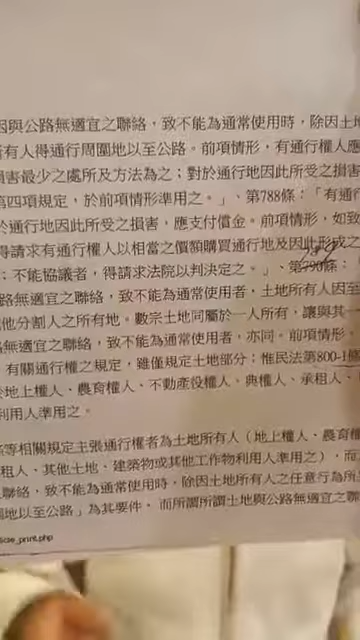 因與公路無適宜之聯絡,致不能為通常使用時,除因土地
所有人得通行周圍地以至公路。前項情形,有通行權人應
損害最少之處所及方法為之;對於通行地因此所受之損害
第四項規定,於前項情形準用之。」、第788條:「有通行
於通行地因此所受之損害,應支付償金。前項情形,如致
得請求有通行權人以相當之價額購買通行地及因此形成之
;不能協議者,得請求法院以判決定之。」、第790條:
路無適宜之聯絡,致不能為通常使用者,土地所有人因至
他分割人之所有地。數宗土地同屬於一人所有,讓與其一
無適宜之聯絡,致不能為通常使用者,亦同。前項情形,
有關通行權之規定,雖僅規定土地部分;惟民法第800-1條
於地上權人、農育權人、不動產役權人、典權人、承租人、
利用人準用之。
等相關規定主張通行權者為土地所有人(地上權人、農育權
租人、其他土地、建築物或其他工作物利用人準用之),而
聯絡,致不能為通常使用時,除因土地所有人之任意行為所
圍地以至公路」為其要件。而所謂所謂土地與公路無適宜之聯
icle_print.php